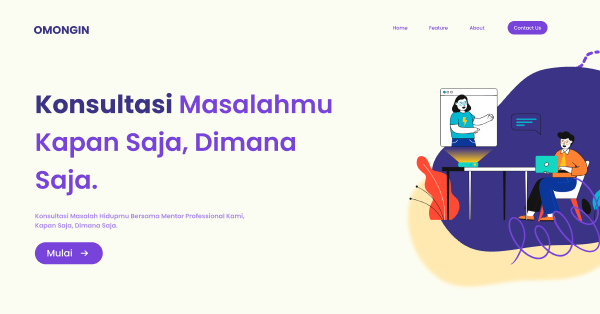 OMONGIN
Home Feature About Contact Us
Konsultasi Masalahmu
Kapan Saja, Dimana
Saja.
Konsultasi Masalah Hidupmu Bersama Mentor Professional Kami,
Kapan Saja, Dimana Saja.
Mulai →